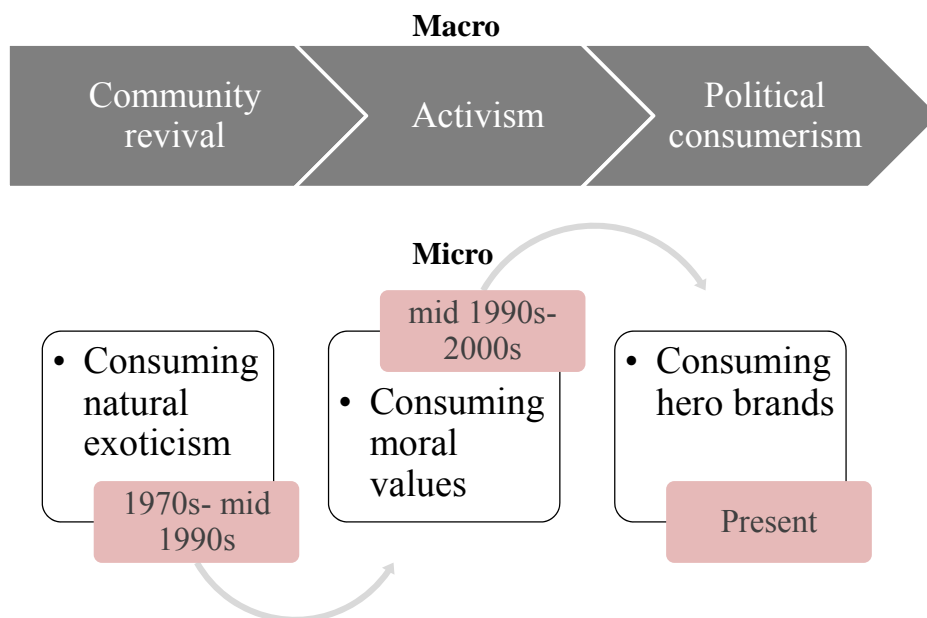 Macro
Community
revival
Activism
Political
consumerism
Micro
• Consuming
natural
exoticism
1970s- mid
1990s
mid 1990s-
2000s
• Consuming
moral
values
• Consuming
hero brands
Present